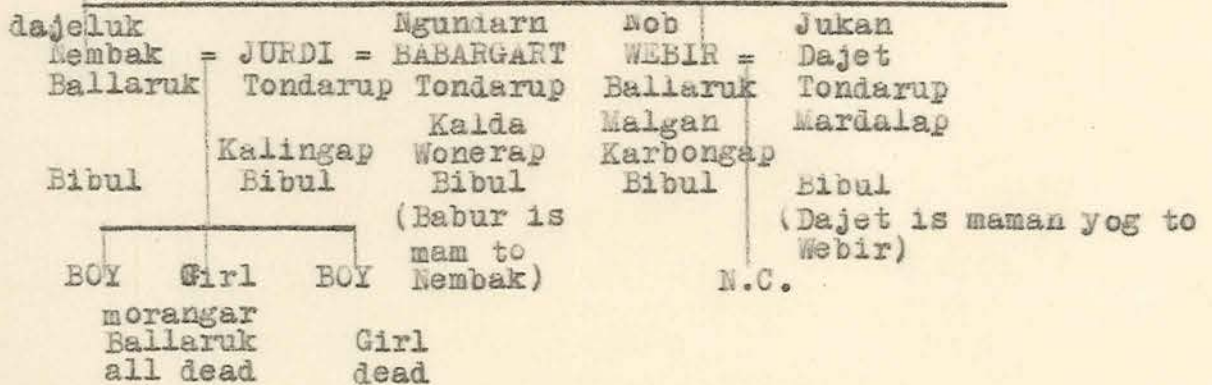 dajeluk Ngundarn Nob Jukan
Nembak = JURDI = BABARGART WEBIR = Dajet
Ballaruk Tondarup Tondarup Ballaruk Tondarup
Kalda Malgan Mardalap
Kalingap Wonerap Karbongap
Bibul Bibul Bibul Bibul Bibul
(Babur is (Dajet is maman yog to
mam to Webir)
BOY Girl BOY Nembak) N.C.
morangar
Ballaruk Girl
all dead dead